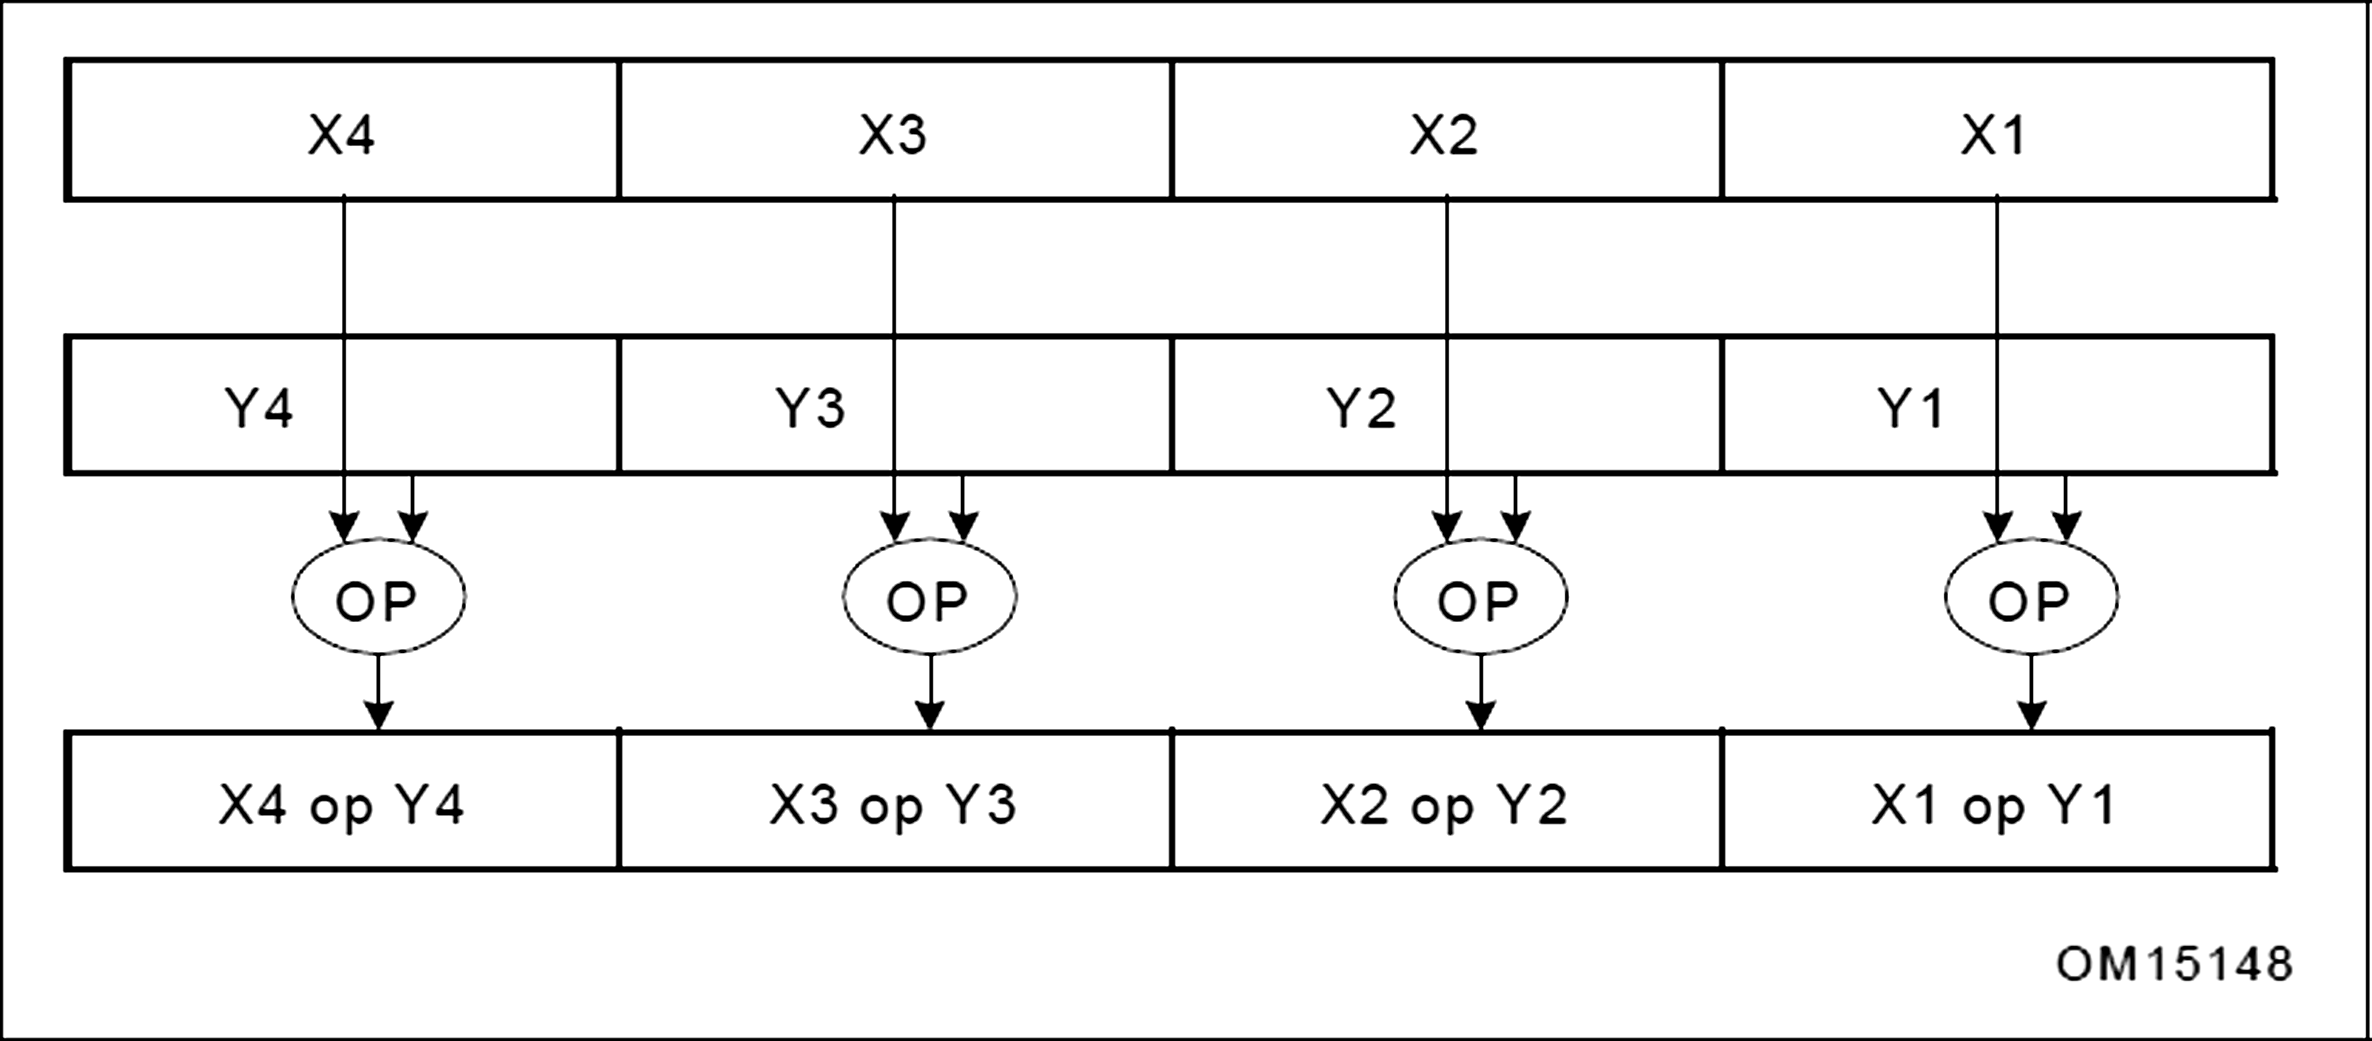 X4 X3 X2 X1
Y4 Y3 Y2 Y1
OP OP OP OP
X4 op Y4 X3 op Y3 X2 op Y2 X1 op Y1
OM15148